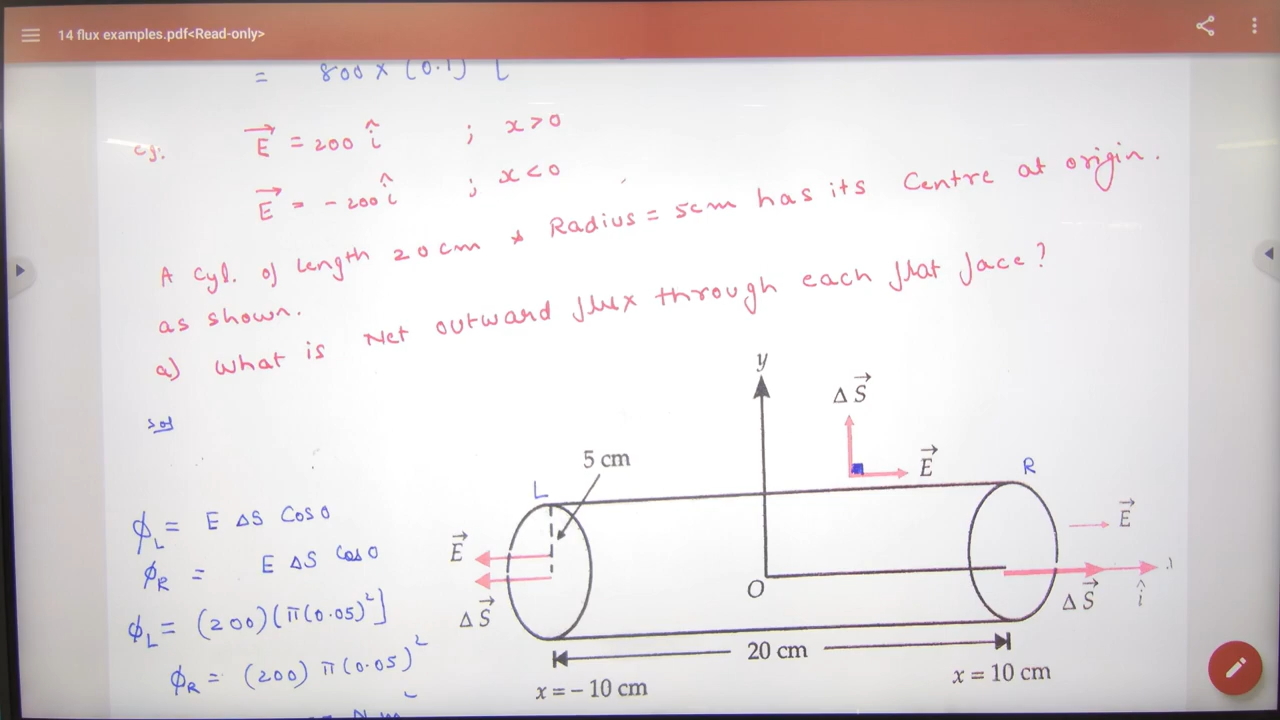 14 flux examples.pdf<Read-only>
= 800 × (0.1)
eg. E⃗ = 200 î ; x > 0
E⃗ = - 200 î ; x < 0
A Cyl. of length 20 cm & Radius = 5cm has its Centre at origin.
as shown.
a) What is Net outward flux through each flat face?
Sol
y
ΔS⃗
E⃗
5 cm
L
R
E⃗
ΔS⃗
E⃗
ΔS⃗
î
O
20 cm
x = – 10 cm
x = 10 cm
ϕL = E ΔS Cos 0
ϕR = E ΔS Cos 0
ϕL = (200)(π(0.05)²]
ϕR = (200) π(0.05)²